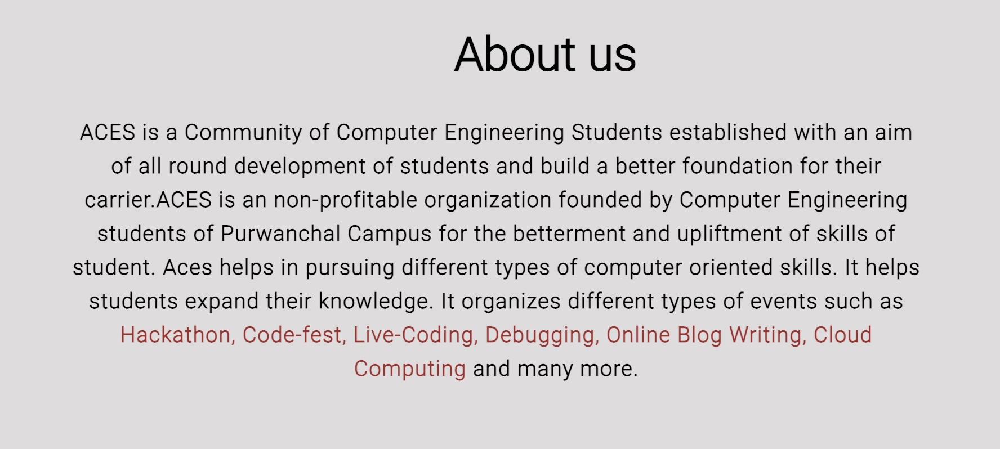 About us
ACES is a Community of Computer Engineering Students established with an aim
of all round development of students and build a better foundation for their
carrier.ACES is an non-profitable organization founded by Computer Engineering
students of Purwanchal Campus for the betterment and upliftment of skills of
student. Aces helps in pursuing different types of computer oriented skills. It helps
students expand their knowledge. It organizes different types of events such as
Hackathon, Code-fest, Live-Coding, Debugging, Online Blog Writing, Cloud
Computing and many more.